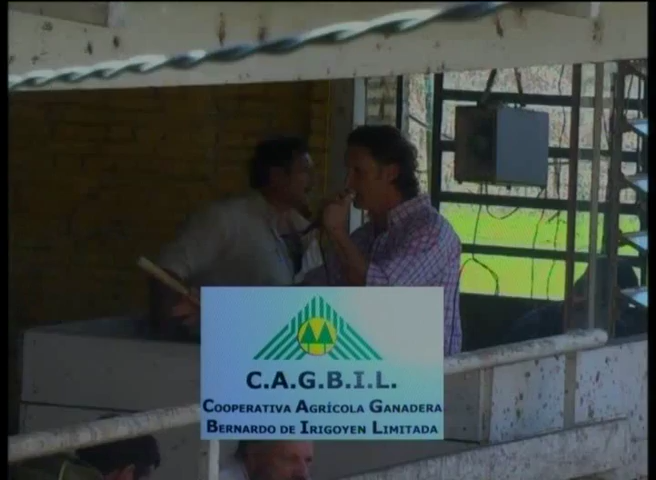 C.A.G.B.I.L.
COOPERATIVA AGRÍCOLA GANADERA
BERNARDO DE IRIGOYEN LIMITADA